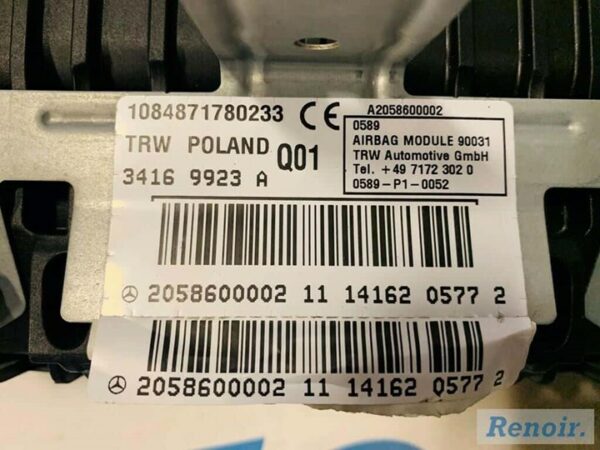 1084871780233 CE
TRW POLAND Q01
3416 9923 A
A2058600002
0589
AIRBAG MODULE 90031
TRW Automotive GmbH
Tel. +49 7172 302 0
0589-P1-0052
2058600002 11 14162 0577 2
2058600002 11 14162 0577 2
Renoir.